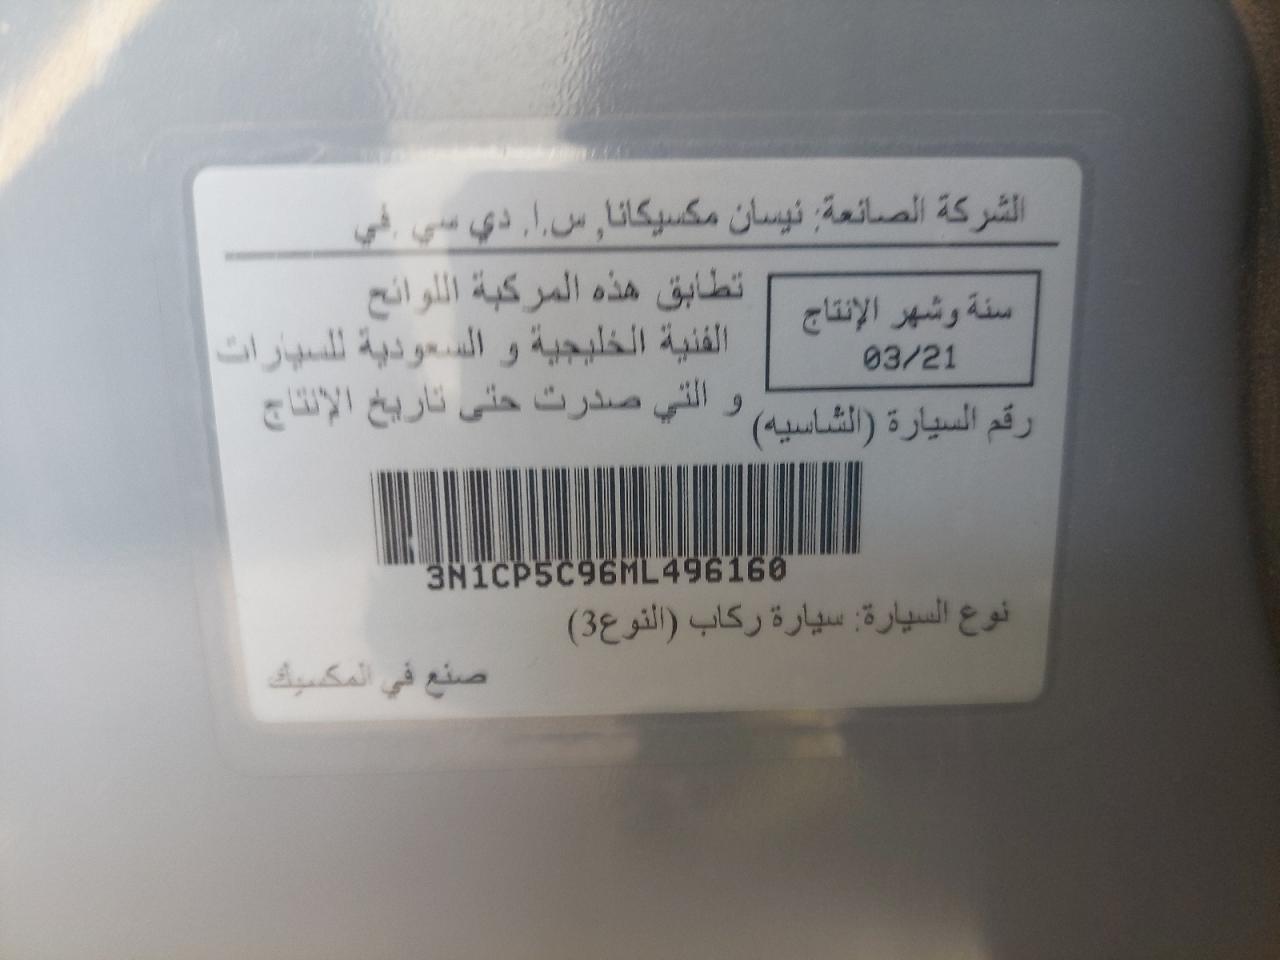 الشركة الصانعة: نيسان مكسيكانا, س.ا. دي سي .في
سنة وشهر الإنتاج
03/21
تطابق هذه المركبة اللوائح
الفنية الخليجية و السعودية للسيارات
و التي صدرت حتى تاريخ الإنتاج
رقم السيارة (الشاسيه)
3N1CP5C96ML496160
نوع السيارة: سيارة ركاب (النوع3)
صنع في المكسيك